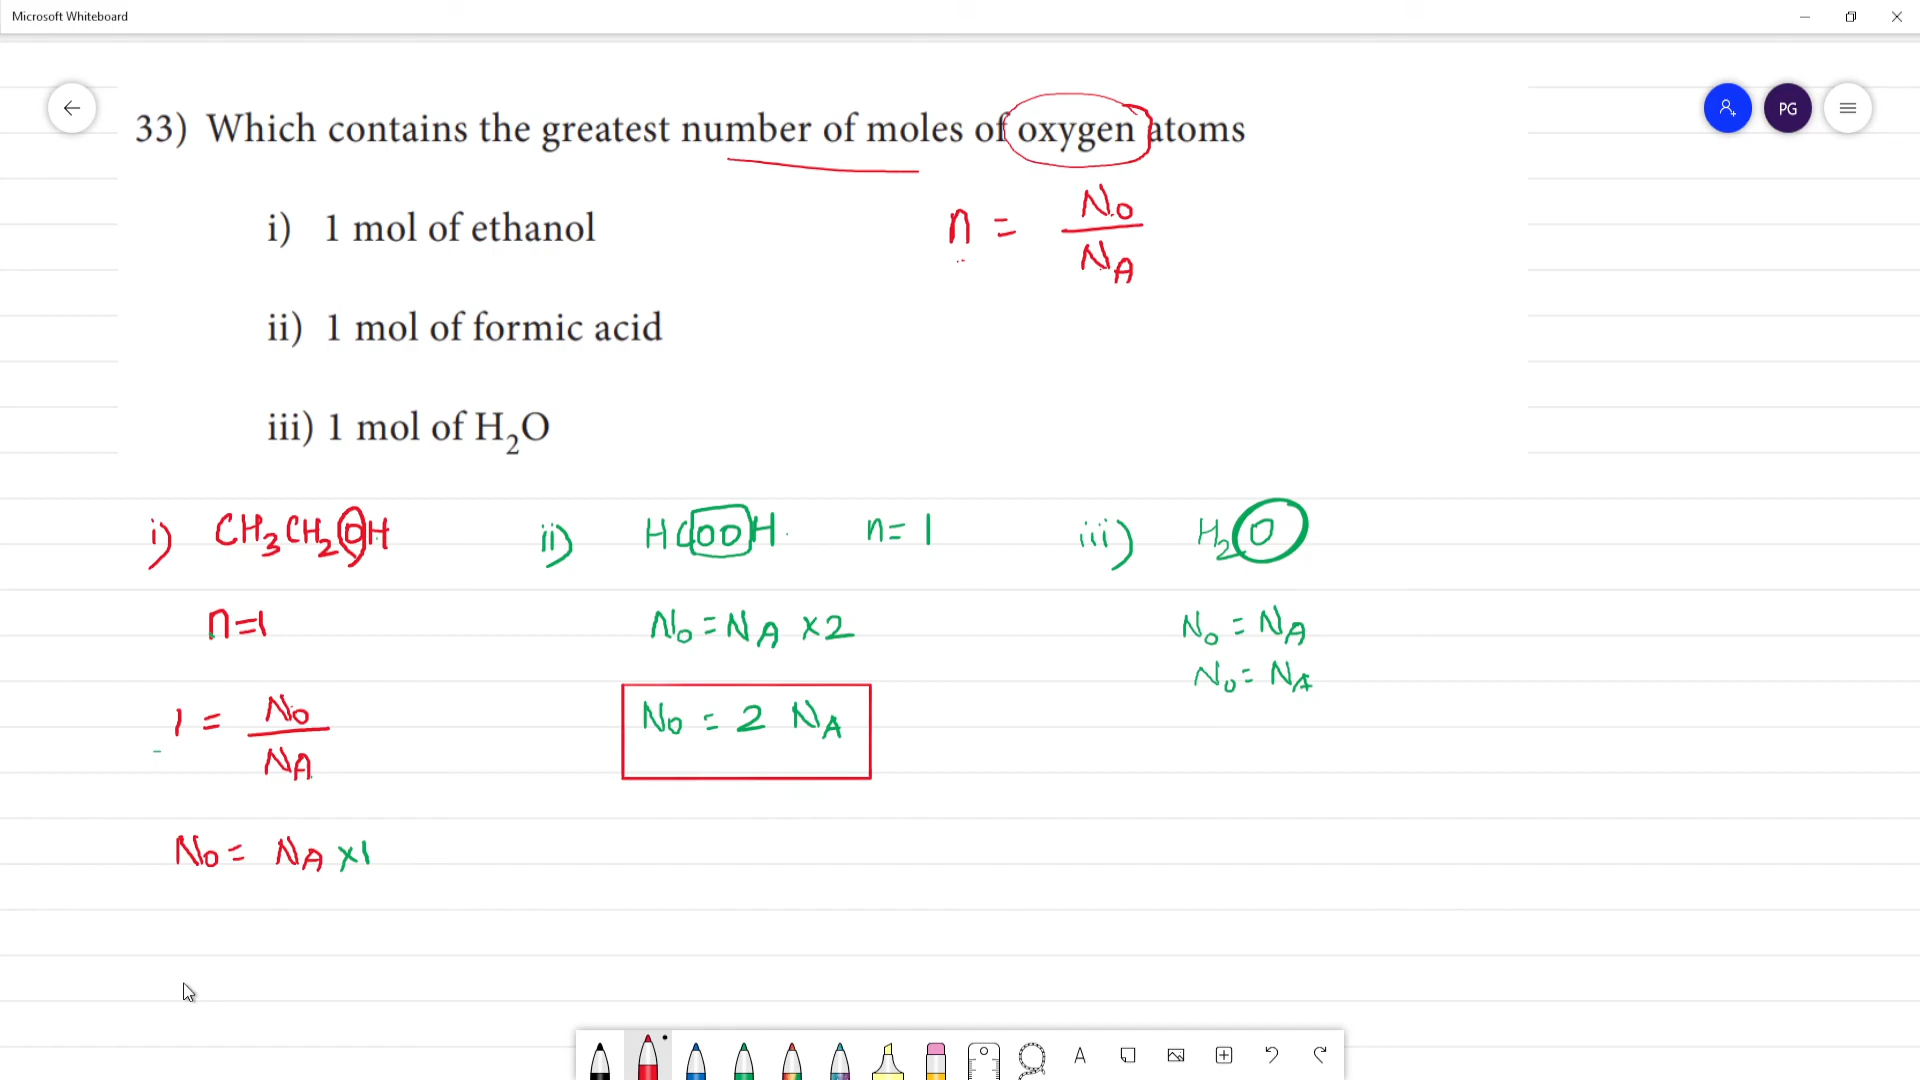 Microsoft Whiteboard
PG
33) Which contains the greatest number of moles of oxygen atoms
n = N₀ / N_A
i) 1 mol of ethanol
ii) 1 mol of formic acid
iii) 1 mol of H₂O
i) CH₃CH₂OH
n=1
1 = N₀ / N_A
N₀ = N_A ×1
ii) HCOOH n= 1
N₀ = N_A ×2
N₀ = 2 N_A
iii) H₂O
N₀ = N_A
N₀ = N_A
A